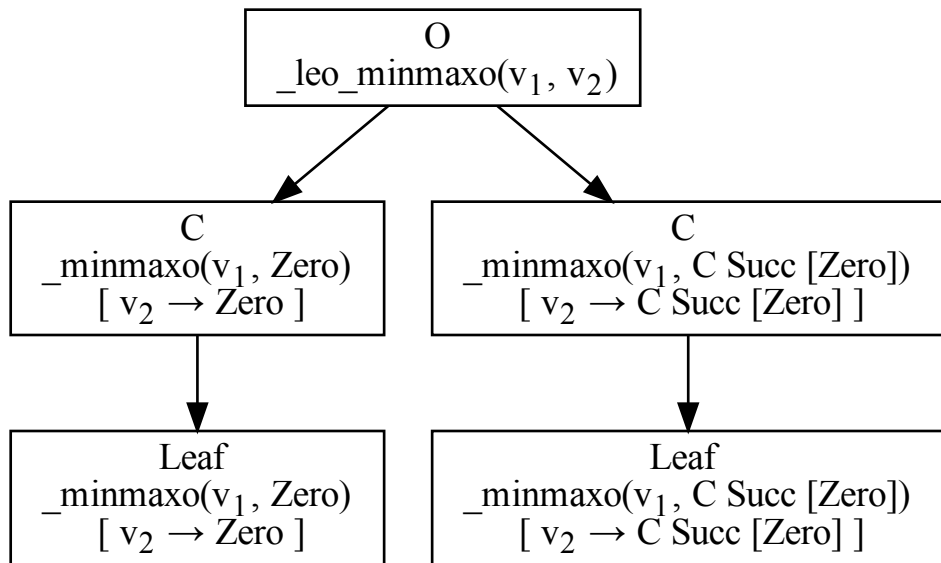 O
_leo_minmaxo(v₁, v₂)
C
_minmaxo(v₁, Zero)
[ v₂ → Zero ]
C
_minmaxo(v₁, C Succ [Zero])
[ v₂ → C Succ [Zero] ]
Leaf
_minmaxo(v₁, Zero)
[ v₂ → Zero ]
Leaf
_minmaxo(v₁, C Succ [Zero])
[ v₂ → C Succ [Zero] ]